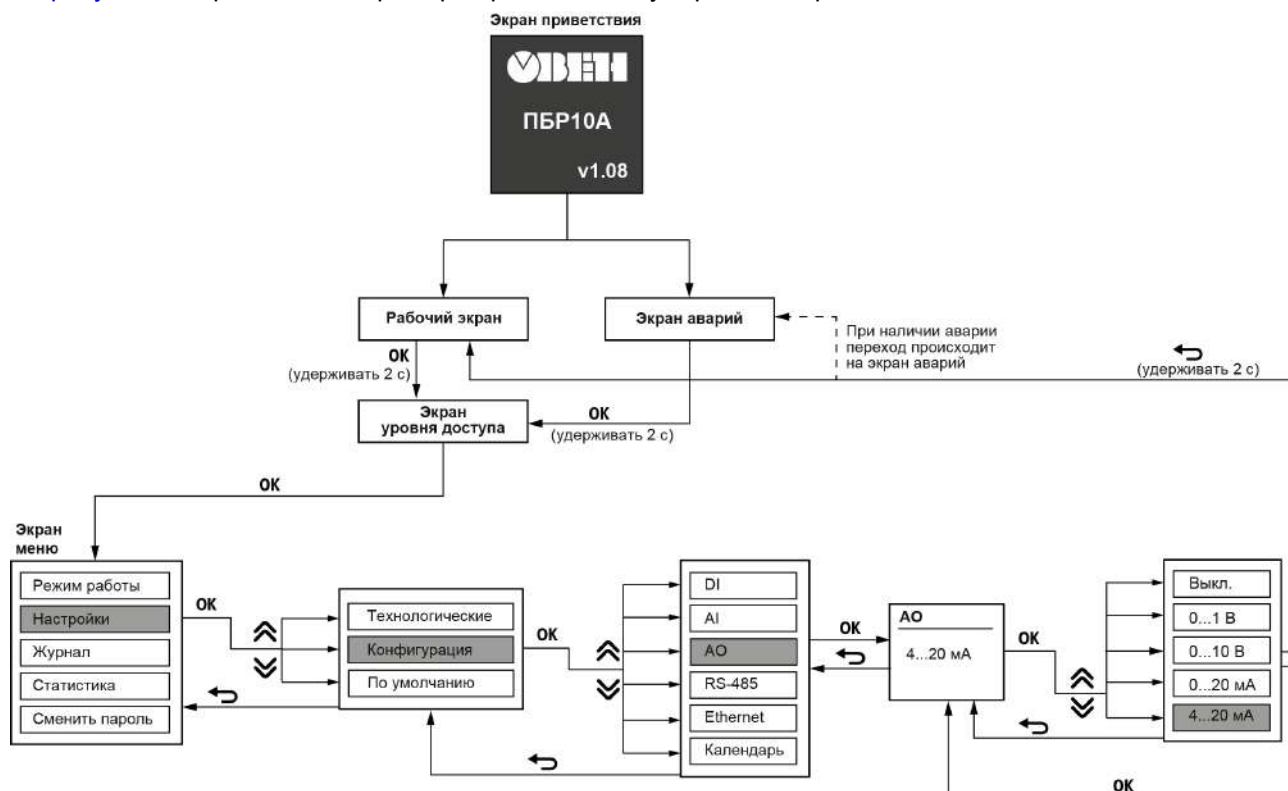 Экран приветствия
ОВЕН
ПБР10А
v1.08
Рабочий экран
Экран аварий
При наличии аварии
переход происходит
на экран аварий
(удерживать 2 с)
ОК
(удерживать 2 с)
Экран
уровня доступа
ОК
(удерживать 2 с)
ОК
Экран
меню
Режим работы
Настройки
Журнал
Статистика
Сменить пароль
ОК
Технологические
Конфигурация
По умолчанию
ОК
DI
AI
AO
RS-485
Ethernet
Календарь
ОК
АО
4...20 мА
ОК
Выкл.
0...1 В
0...10 В
0...20 мА
4...20 мА
ОК